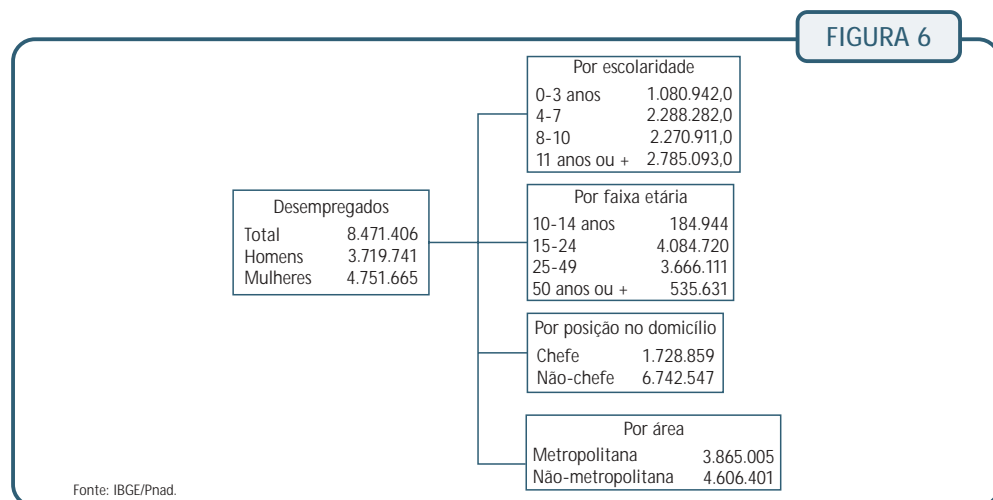 FIGURA 6
Por escolaridade
0-3 anos 1.080.942,0
4-7 2.288.282,0
8-10 2.270.911,0
11 anos ou + 2.785.093,0
Desempregados
Total 8.471.406
Homens 3.719.741
Mulheres 4.751.665
Por faixa etária
10-14 anos 184.944
15-24 4.084.720
25-49 3.666.111
50 anos ou + 535.631
Por posição no domicílio
Chefe 1.728.859
Não-chefe 6.742.547
Por área
Metropolitana 3.865.005
Não-metropolitana 4.606.401
Fonte: IBGE/Pnad.